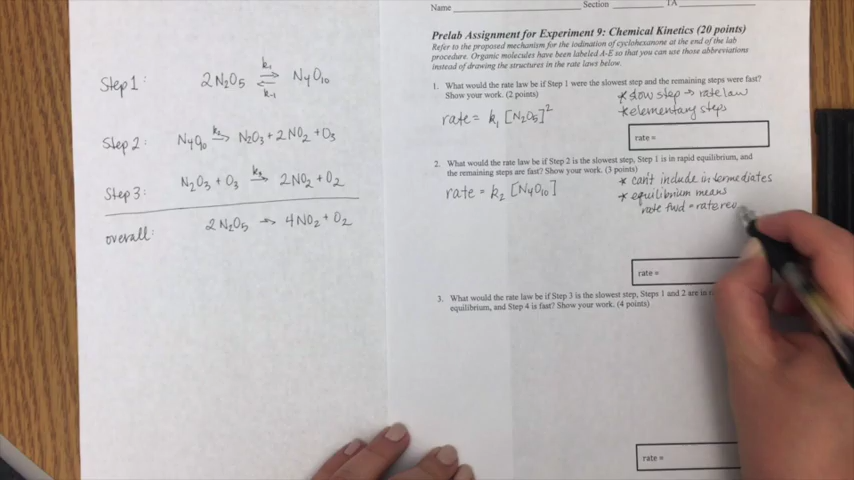 Step 1: 2N₂O₅ k₁ ⇌ k₋₁ N₄O₁₀
Step 2: N₄O₁₀ k₂→ N₂O₃ + 2NO₂ + O₃
Step 3: N₂O₃ + O₃ k₃→ 2NO₂ + O₂
overall: 2N₂O₅ → 4NO₂ + O₂
Name Section TA
Prelab Assignment for Experiment 9: Chemical Kinetics (20 points)
Refer to the proposed mechanism for the iodination of cyclohexanone at the end of the lab
procedure. Organic molecules have been labeled A-E so that you can use those abbreviations
instead of drawing the structures in the rate laws below.
1. What would the rate law be if Step 1 were the slowest step and the remaining steps were fast?
Show your work. (2 points)
* slow step → rate law
* elementary steps
rate = k₁ [N₂O₅]²
rate =
2. What would the rate law be if Step 2 is the slowest step, Step 1 is in rapid equilibrium, and
the remaining steps are fast? Show your work. (3 points)
* can't include intermediates
* equilibrium means
rate fwd = rate rev
rate = k₂ [N₄O₁₀]
rate =
3. What would the rate law be if Step 3 is the slowest step, Steps 1 and 2 are in
equilibrium, and Step 4 is fast? Show your work. (4 points)
rate =